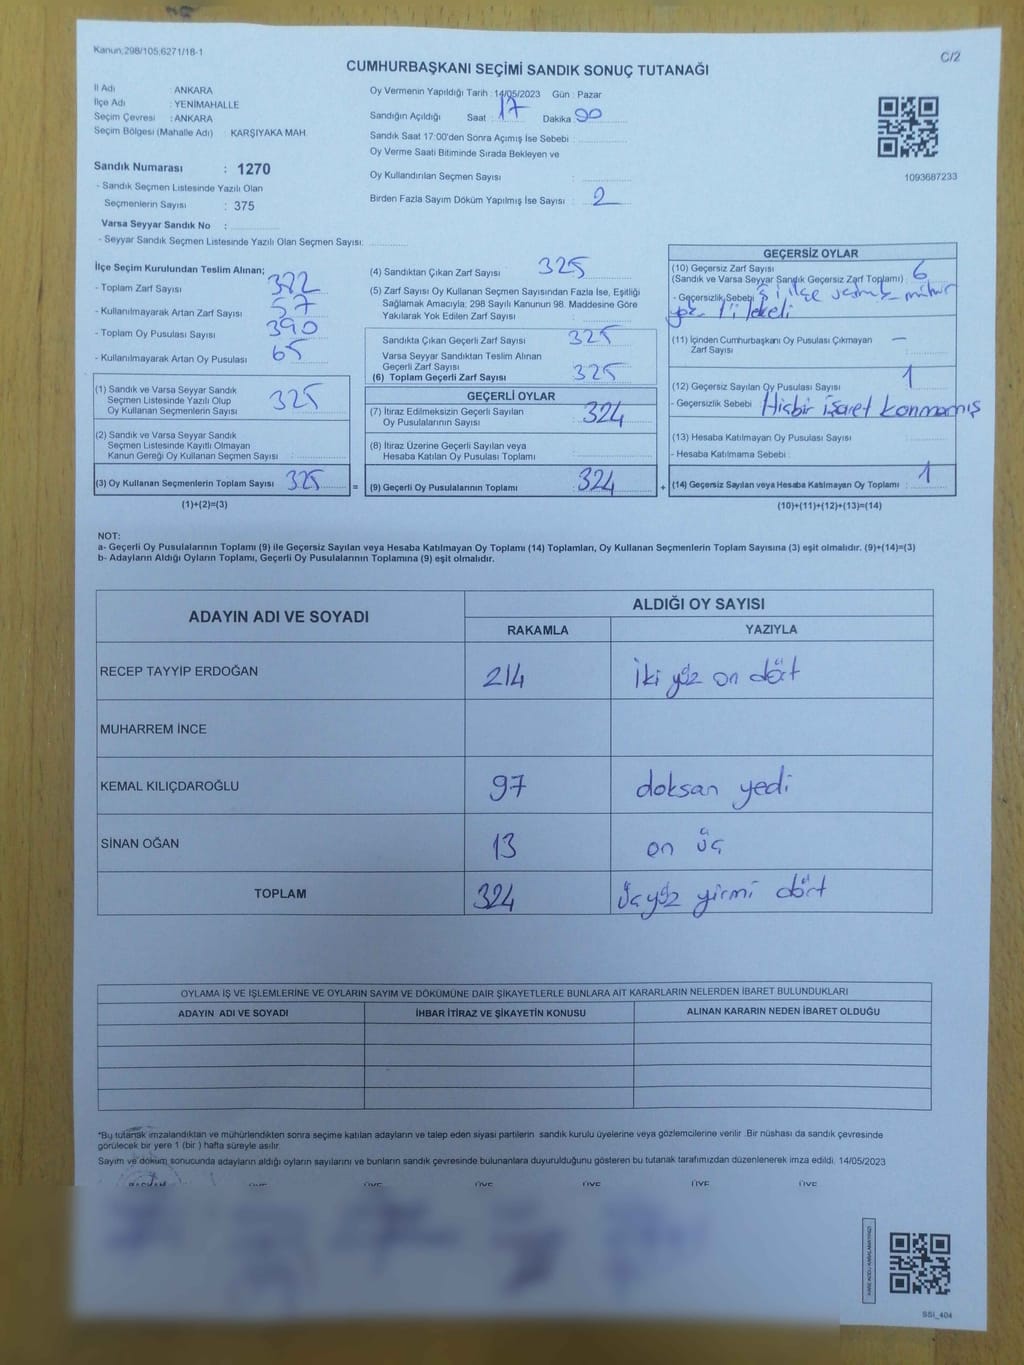 Kanun,298/105,6271/18-1
C/2
CUMHURBAŞKANI SEÇİMİ SANDIK SONUÇ TUTANAĞI
İl Adı : ANKARA
İlçe Adı : YENİMAHALLE
Seçim Çevresi : ANKARA
Seçim Bölgesi (Mahalle Adı) : KARŞIYAKA MAH.
Sandık Numarası : 1270
- Sandık Seçmen Listesinde Yazılı Olan
Seçmenlerin Sayısı : 375
Varsa Seyyar Sandık No :
- Seyyar Sandık Seçmen Listesinde Yazılı Olan Seçmen Sayısı:
Oy Vermenin Yapıldığı Tarih : 14/05/2023 Gün : Pazar
Sandığın Açıldığı Saat : 17 Dakika 90
Sandık Saat 17:00'den Sonra Açımış İse Sebebi :
Oy Verme Saati Bitiminde Sırada Bekleyen ve
Oy Kullandırılan Seçmen Sayısı :
Birden Fazla Sayım Döküm Yapılmış İse Sayısı : 2
1093687233
İlçe Seçim Kurulundan Teslim Alınan;
- Toplam Zarf Sayısı : 382
- Kullanılmayarak Artan Zarf Sayısı : 57
- Toplam Oy Pusulası Sayısı : 390
- Kullanılmayarak Artan Oy Pusulası : 65
(1) Sandık ve Varsa Seyyar Sandık
Seçmen Listesinde Yazılı Olup
Oy Kullanan Seçmenlerin Sayısı : 325
(2) Sandık ve Varsa Seyyar Sandık
Seçmen Listesinde Kayıtlı Olmayan
Kanun Gereği Oy Kullanan Seçmen Sayısı :
(3) Oy Kullanan Seçmenlerin Toplam Sayısı : 325
(1)+(2)=(3)
=
(4) Sandıktan Çıkan Zarf Sayısı : 325
(5) Zarf Sayısı Oy Kullanan Seçmen Sayısından Fazla İse, Eşitliği
Sağlamak Amacıyla; 298 Sayılı Kanunun 98. Maddesine Göre
Yakılarak Yok Edilen Zarf Sayısı :
Sandıkta Çıkan Geçerli Zarf Sayısı : 325
Varsa Seyyar Sandıktan Teslim Alınan
Geçerli Zarf Sayısı :
(6) Toplam Geçerli Zarf Sayısı : 325
GEÇERLİ OYLAR
(7) İtiraz Edilmeksizin Geçerli Sayılan
Oy Pusulalarının Sayısı : 324
(8) İtiraz Üzerine Geçerli Sayılan veya
Hesaba Katılan Oy Pusulası Toplamı :
(9) Geçerli Oy Pusulalarının Toplamı : 324
+
GEÇERSİZ OYLAR
(10) Geçersiz Zarf Sayısı
(Sandık ve Varsa Seyyar Sandık Geçersiz Zarf Toplamı) : 6
- Geçersizlik Sebebi : ilçe mühür
yok
(11) İçinden Cumhurbaşkanı Oy Pusulası Çıkmayan
Zarf Sayısı : —
(12) Geçersiz Sayılan Oy Pusulası Sayısı : 1
- Geçersizlik Sebebi : Hiçbir işaret konmamış
(13) Hesaba Katılmayan Oy Pusulası Sayısı :
- Hesaba Katılmama Sebebi :
(14) Geçersiz Sayılan veya Hesaba Katılmayan Oy Toplamı : 1
(10)+(11)+(12)+(13)=(14)
NOT:
a- Geçerli Oy Pusulalarının Toplamı (9) ile Geçersiz Sayılan veya Hesaba Katılmayan Oy Toplamı (14) Toplamları, Oy Kullanan Seçmenlerin Toplam Sayısına (3) eşit olmalıdır. (9)+(14)=(3)
b- Adayların Aldığı Oyların Toplamı, Geçerli Oy Pusulalarının Toplamına (9) eşit olmalıdır.
ADAYIN ADI VE SOYADI
ALDIĞI OY SAYISI
RAKAMLA YAZIYLA
RECEP TAYYİP ERDOĞAN 214 İki yüz on dört
MUHARREM İNCE
KEMAL KILIÇDAROĞLU 97 doksan yedi
SİNAN OĞAN 13 on üç
TOPLAM 324 Üçyüz yirmi dört
OYLAMA İŞ VE İŞLEMLERİNE VE OYLARIN SAYIM VE DÖKÜMÜNE DAİR ŞİKAYETLERLE BUNLARA AİT KARARLARIN NELERDEN İBARET BULUNDUKLARI
ADAYIN ADI VE SOYADI İHBAR İTİRAZ VE ŞİKAYETİN KONUSU ALINAN KARARIN NEDEN İBARET OLDUĞU
*Bu tutanak imzalandıktan ve mühürlendikten sonra seçime katılan adayların ve talep eden siyasi partilerin sandık kurulu üyelerine veya gözlemcilerine verilir. Bir nüshası da sandık çevresinde
görülecek bir yere 1 (bir ) hafta süreyle asılır.
Sayım ve döküm sonucunda adayların aldığı oyların sayılarını ve bunların sandık çevresinde bulunanlara duyurulduğunu gösteren bu tutanak tarafımızdan düzenlenerek imza edildi. 14/05/2023
BAŞKAN ÜYE ÜYE ÜYE ÜYE ÜYE ÜYE
SSİ_404